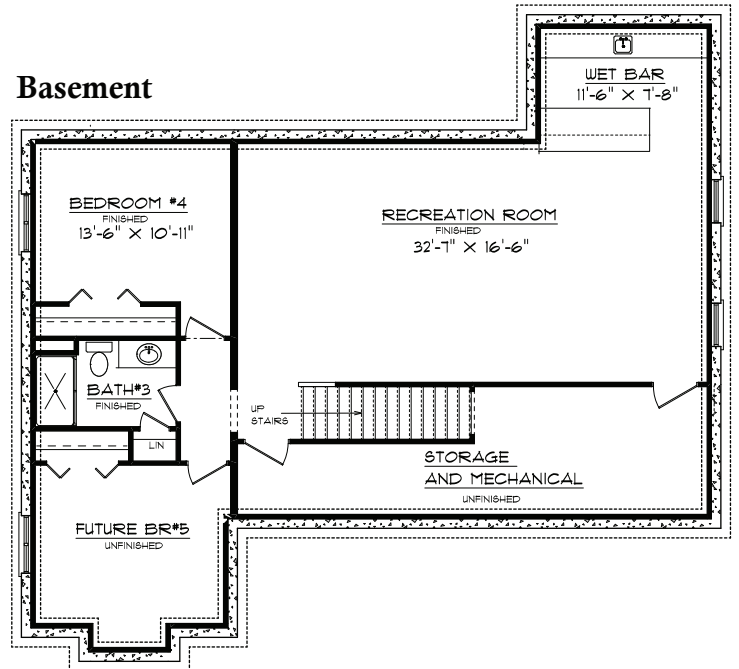 Basement
WET BAR
11'-6" X 7'-8"
BEDROOM #4
FINISHED
13'-6" X 10'-11"
RECREATION ROOM
FINISHED
32'-7" X 16'-6"
BATH#3
FINISHED
UP
STAIRS
LIN
STORAGE
AND MECHANICAL
UNFINISHED
FUTURE BR#5
UNFINISHED